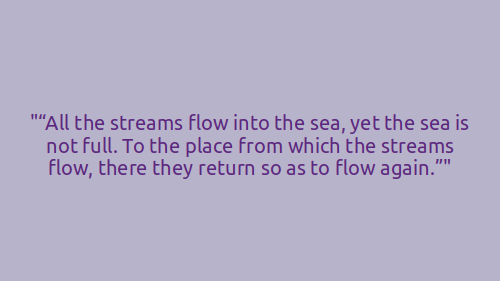 "“All the streams flow into the sea, yet the sea is
not full. To the place from which the streams
flow, there they return so as to flow again.”"